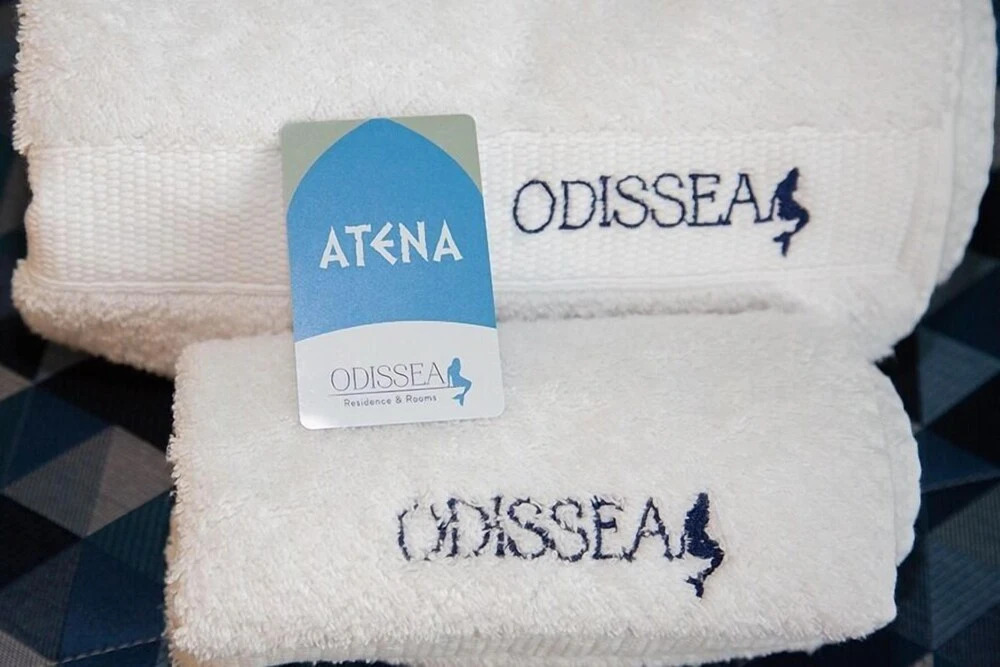 ODISSEA
ATENA
ODISSEA
Residence & Rooms
ODISSEA